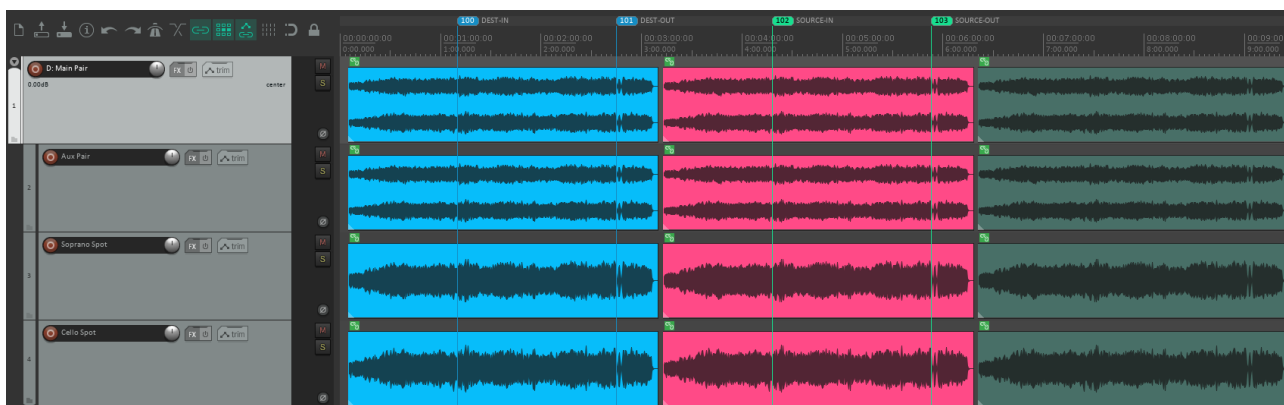 100 DEST-IN 101 DEST-OUT 102 SOURCE-IN 103 SOURCE-OUT
00:00:00:00 00:01:00:00 00:02:00:00 00:03:00:00 00:04:00:00 00:05:00:00 00:06:00:00 00:07:00:00 00:08:00:00 00:09:00
0:00.000 1:00.000 2:00.000 3:00.000 4:00.000 5:00.000 6:00.000 7:00.000 8:00.000 9:00.000
D: Main Pair FX trim M
0.00dB center S
1
Aux Pair FX trim M
S
2
Soprano Spot FX trim M
S
3
Cello Spot FX trim M
S
4